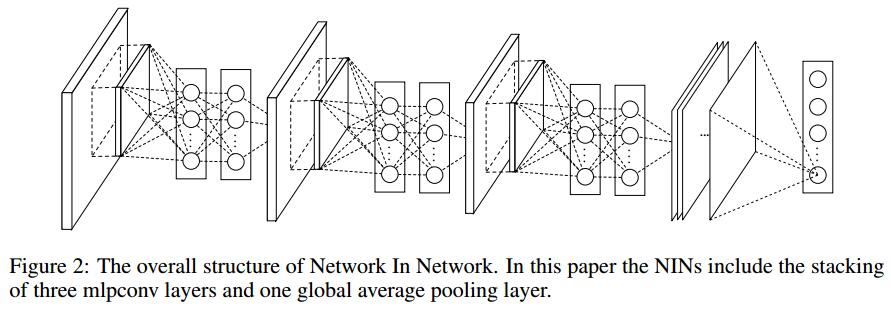 ...
Figure 2: The overall structure of Network In Network. In this paper the NINs include the stacking
of three mlpconv layers and one global average pooling layer.